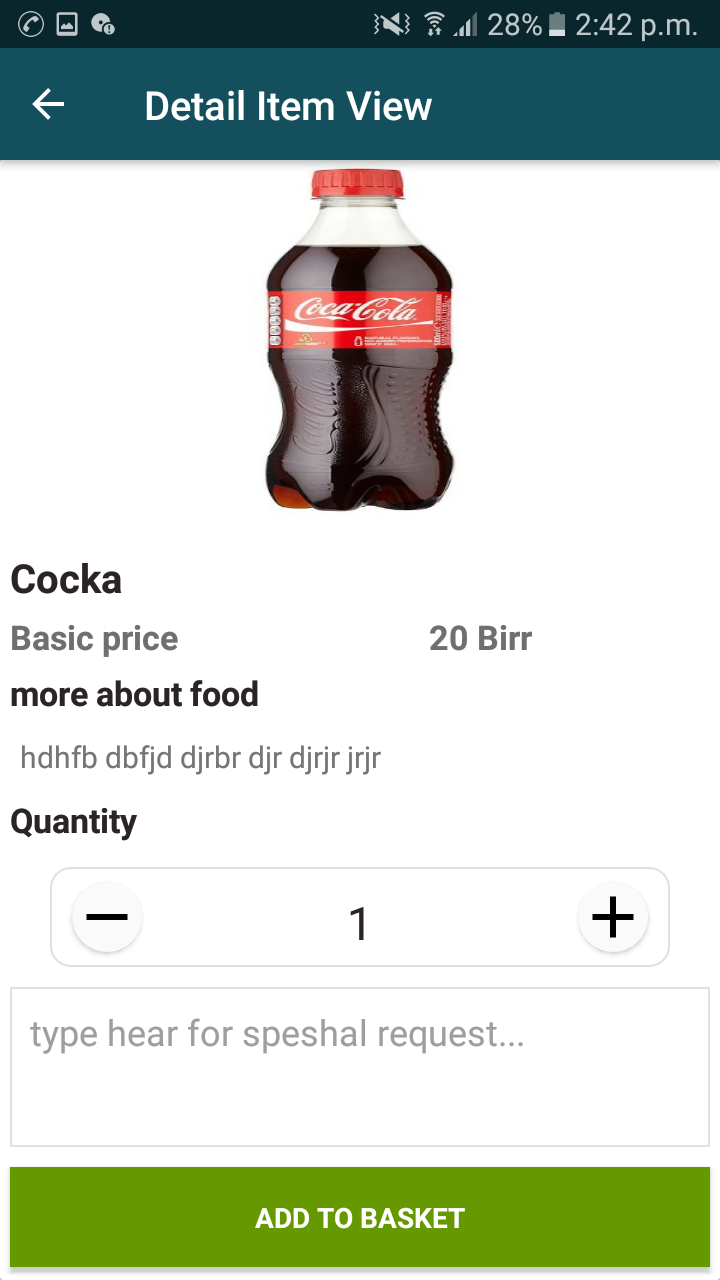 28% 2:42 p.m.
Detail Item View
Coca-Cola
Cocka
Basic price 20 Birr
more about food
hdhfb dbfjd djrbr djr djrjr jrjr
Quantity
1
type hear for speshal request...
ADD TO BASKET